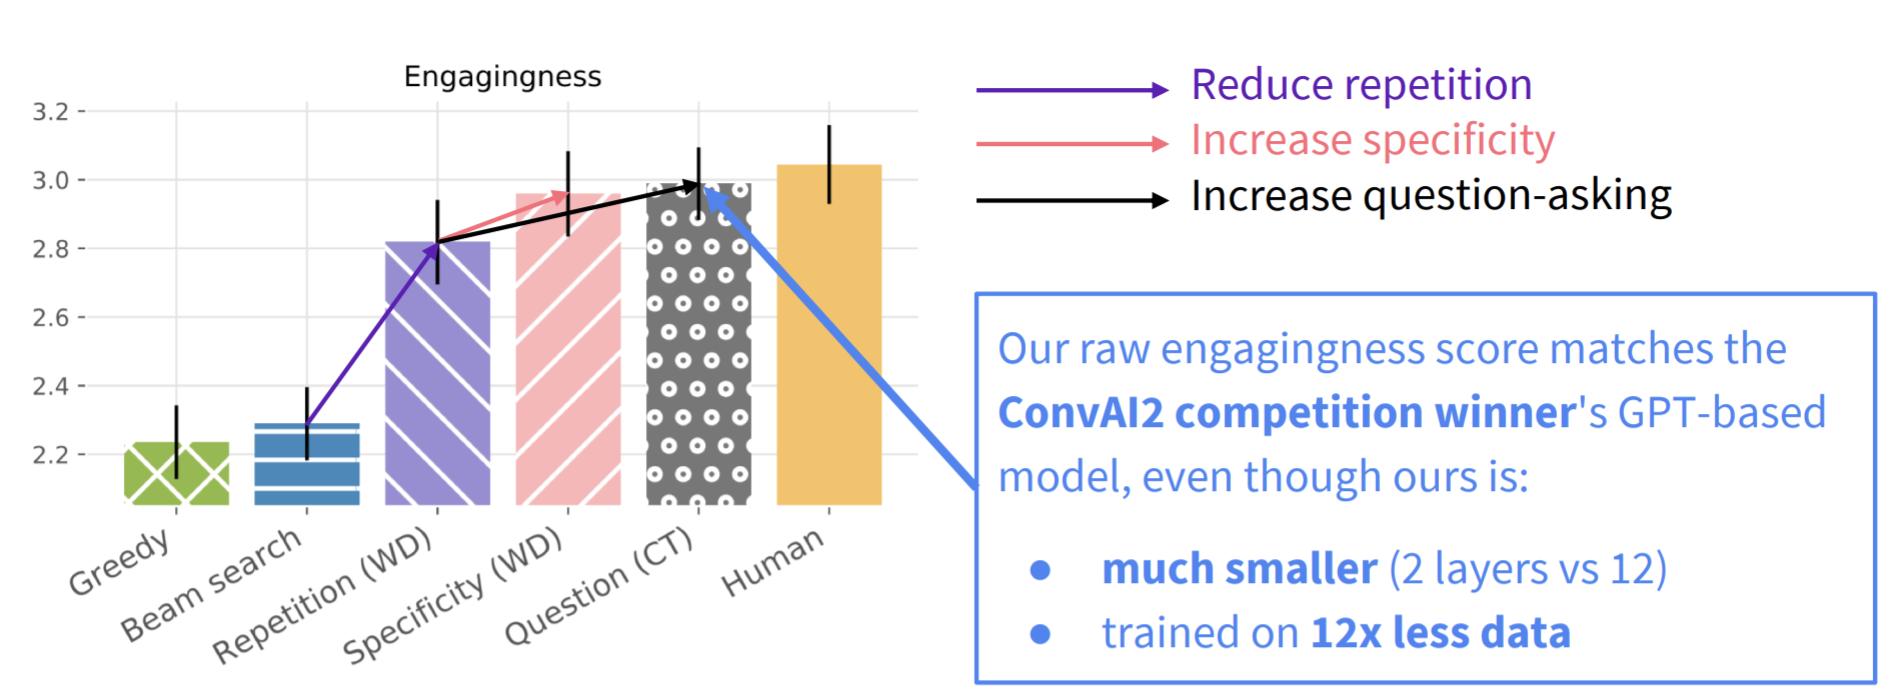 Engagingness
3.2
3.0
2.8
2.6
2.4
2.2
Greedy
Beam search
Repetition (WD)
Specificity (WD)
Question (CT)
Human
Reduce repetition
Increase specificity
Increase question-asking
Our raw engagingness score matches the
ConvAI2 competition winner's GPT-based
model, even though ours is:
● much smaller (2 layers vs 12)
● trained on 12x less data